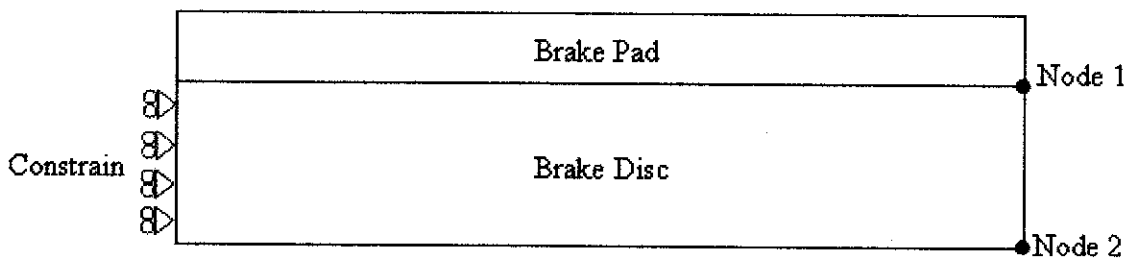 Brake Pad
Node 1
Constrain
Brake Disc
Node 2